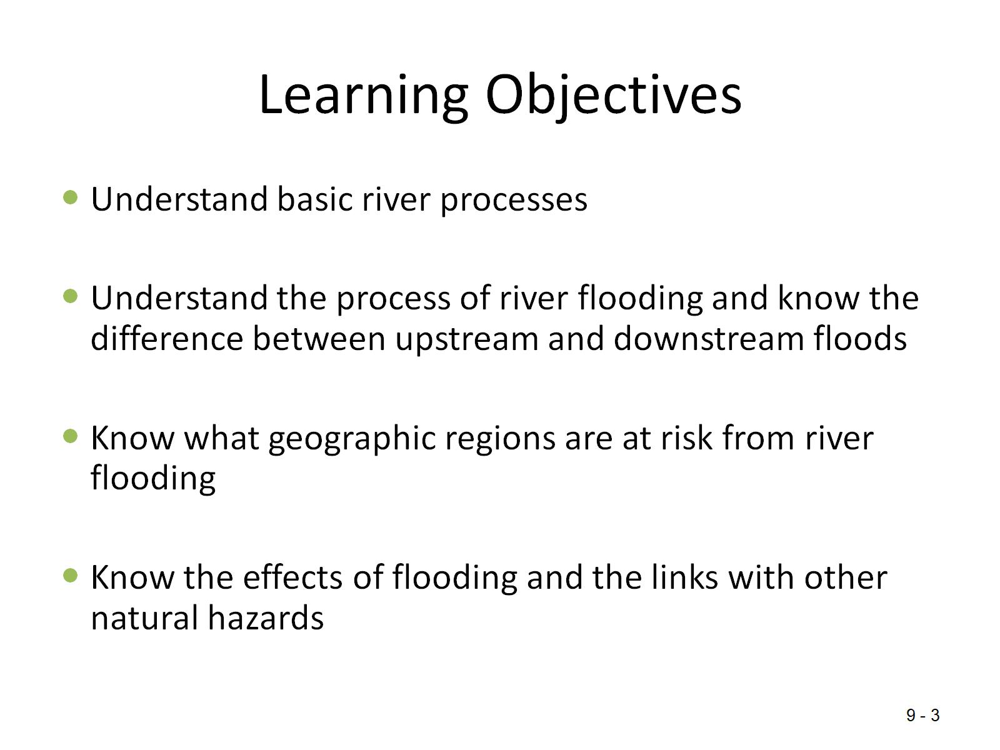 Learning Objectives
• Understand basic river processes
• Understand the process of river flooding and know the
difference between upstream and downstream floods
• Know what geographic regions are at risk from river
flooding
• Know the effects of flooding and the links with other
natural hazards
9 - 3